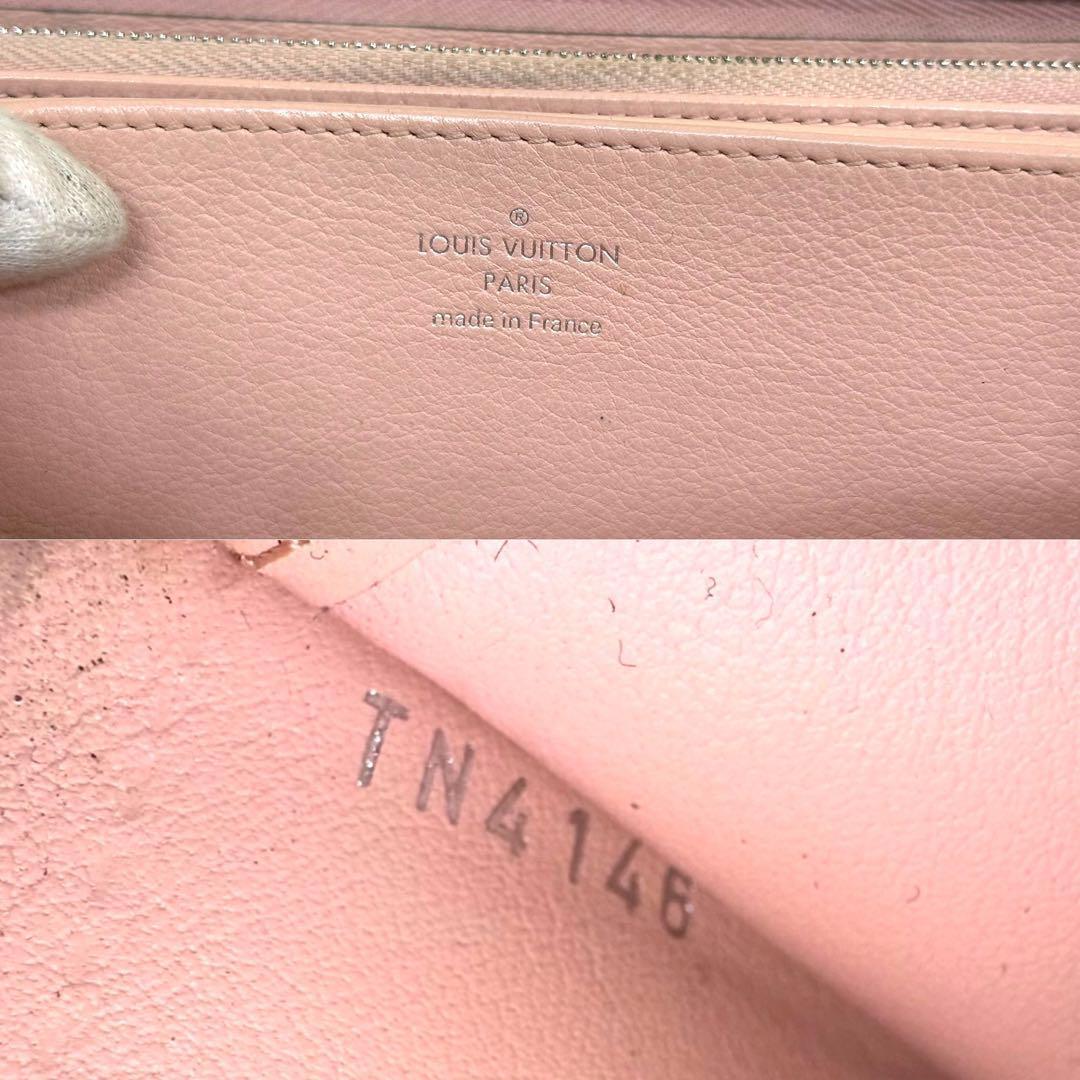 ®
LOUIS VUITTON
PARIS
made in France
TN4146